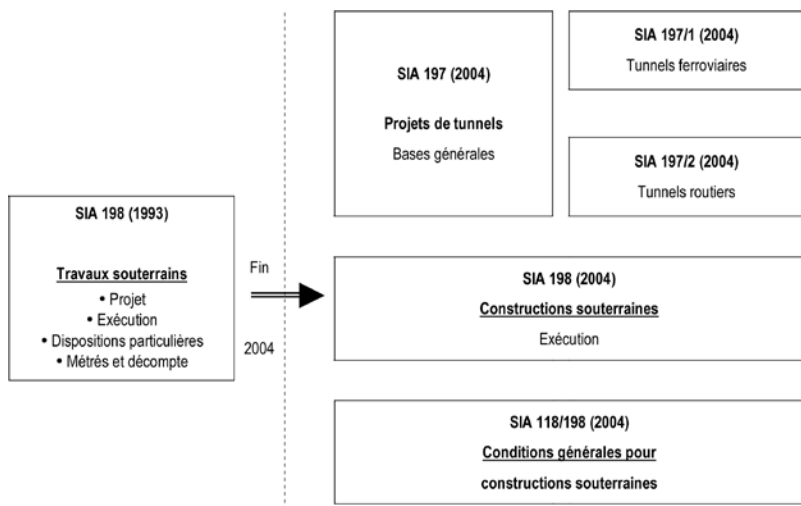 SIA 198 (1993)
Travaux souterrains
• Projet
• Exécution
• Dispositions particulières
• Métrés et décompte
Fin
2004
SIA 197 (2004)
Projets de tunnels
Bases générales
SIA 197/1 (2004)
Tunnels ferroviaires
SIA 197/2 (2004)
Tunnels routiers
SIA 198 (2004)
Constructions souterraines
Exécution
SIA 118/198 (2004)
Conditions générales pour
constructions souterraines